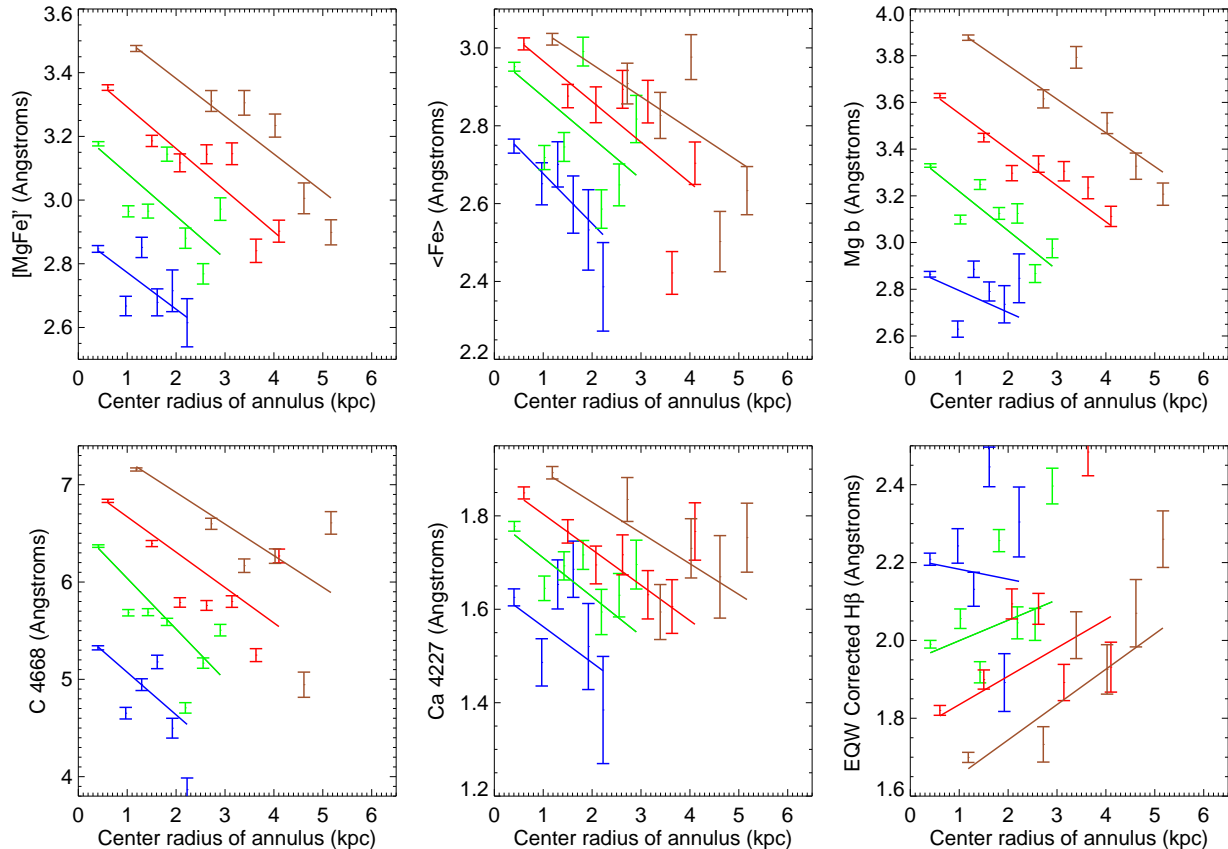 [MgFe]' (Angstroms)
3.6
3.4
3.2
3.0
2.8
2.6
0 1 2 3 4 5 6
Center radius of annulus (kpc)
<Fe> (Angstroms)
3.0
2.8
2.6
2.4
2.2
0 1 2 3 4 5 6
Center radius of annulus (kpc)
Mg b (Angstroms)
4.0
3.8
3.6
3.4
3.2
3.0
2.8
2.6
0 1 2 3 4 5 6
Center radius of annulus (kpc)
C 4668 (Angstroms)
7
6
5
4
0 1 2 3 4 5 6
Center radius of annulus (kpc)
Ca 4227 (Angstroms)
1.8
1.6
1.4
1.2
0 1 2 3 4 5 6
Center radius of annulus (kpc)
EQW Corrected Hβ (Angstroms)
2.4
2.2
2.0
1.8
1.6
0 1 2 3 4 5 6
Center radius of annulus (kpc)